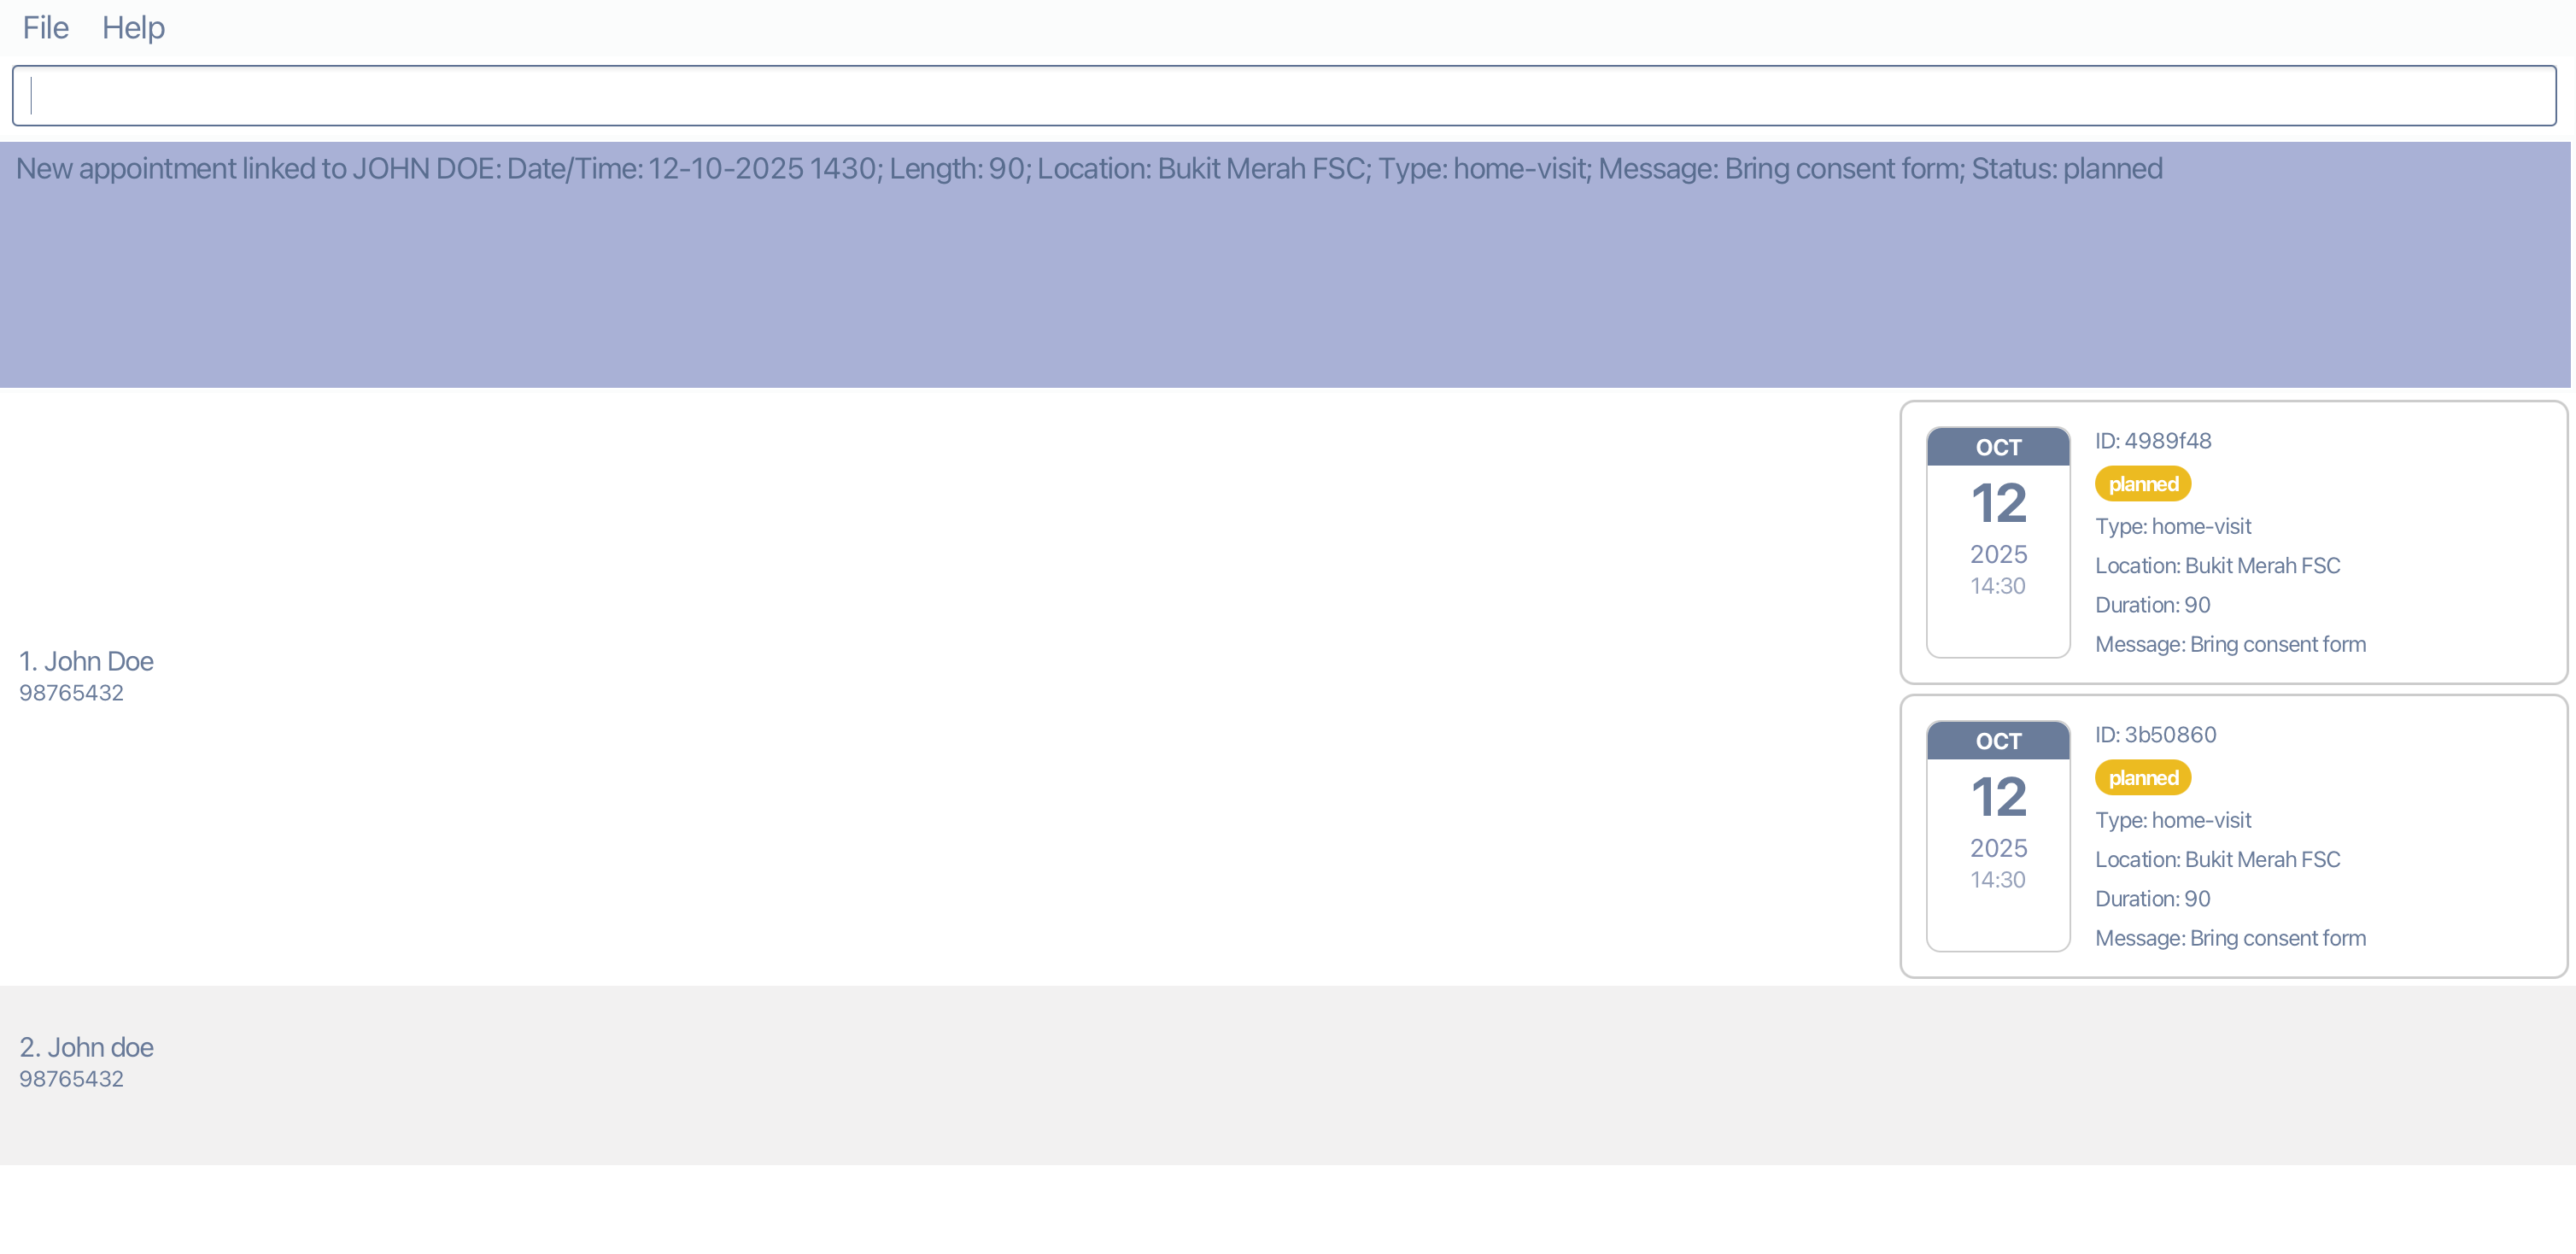 File Help
New appointment linked to JOHN DOE: Date/Time: 12-10-2025 1430; Length: 90; Location: Bukit Merah FSC; Type: home-visit; Message: Bring consent form; Status: planned
1. John Doe
98765432
OCT
12
2025
14:30
ID: 4989f48
planned
Type: home-visit
Location: Bukit Merah FSC
Duration: 90
Message: Bring consent form
OCT
12
2025
14:30
ID: 3b50860
planned
Type: home-visit
Location: Bukit Merah FSC
Duration: 90
Message: Bring consent form
2. John doe
98765432